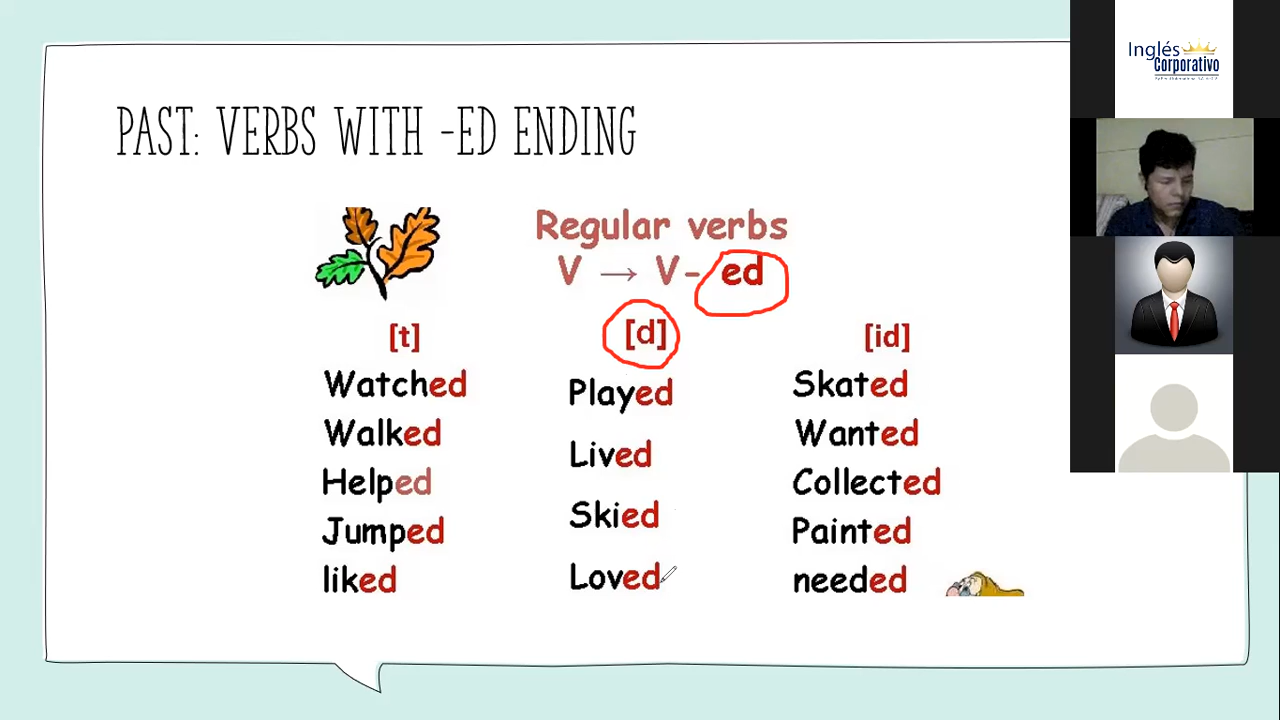 PAST: VERBS WITH -ED ENDING
Regular verbs
V → V- ed
[t]
Watched
Walked
Helped
Jumped
liked
[d]
Played
Lived
Skied
Loved
[id]
Skated
Wanted
Collected
Painted
needed
Inglés
Corporativo